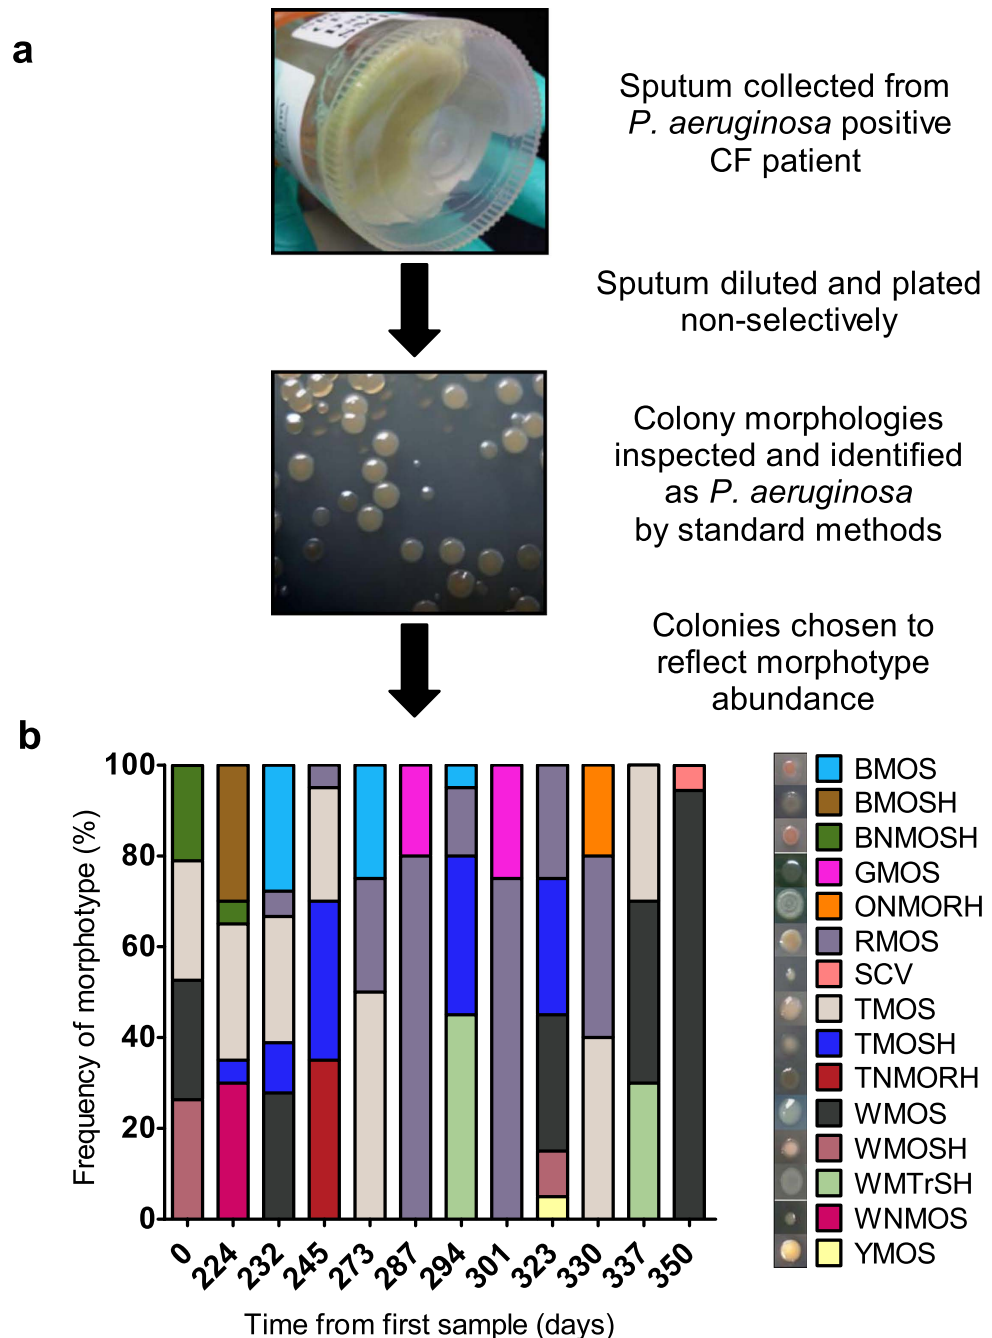 a
Sputum collected from
P. aeruginosa positive
CF patient
Sputum diluted and plated
non-selectively
Colony morphologies
inspected and identified
as P. aeruginosa
by standard methods
Colonies chosen to
reflect morphotype
abundance
b
Frequency of morphotype (%)
100
80
60
40
20
0
0 224 232 245 273 287 294 301 323 330 337 350
Time from first sample (days)
BMOS
BMOSH
BNMOSH
GMOS
ONMORH
RMOS
SCV
TMOS
TMOSH
TNMORH
WMOS
WMOSH
WMTrSH
WNMOS
YMOS